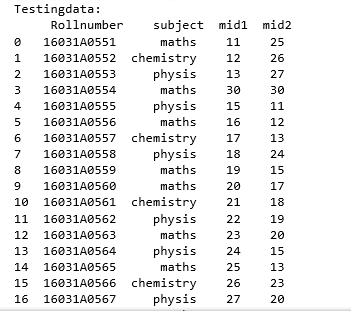 Testingdata:
Rollnumber subject mid1 mid2
0 16031A0551 maths 11 25
1 16031A0552 chemistry 12 26
2 16031A0553 physis 13 27
3 16031A0554 maths 30 30
4 16031A0555 physis 15 11
5 16031A0556 maths 16 12
6 16031A0557 chemistry 17 13
7 16031A0558 physis 18 24
8 16031A0559 maths 19 15
9 16031A0560 maths 20 17
10 16031A0561 chemistry 21 18
11 16031A0562 physis 22 19
12 16031A0563 maths 23 20
13 16031A0564 physis 24 15
14 16031A0565 maths 25 13
15 16031A0566 chemistry 26 23
16 16031A0567 physis 27 20